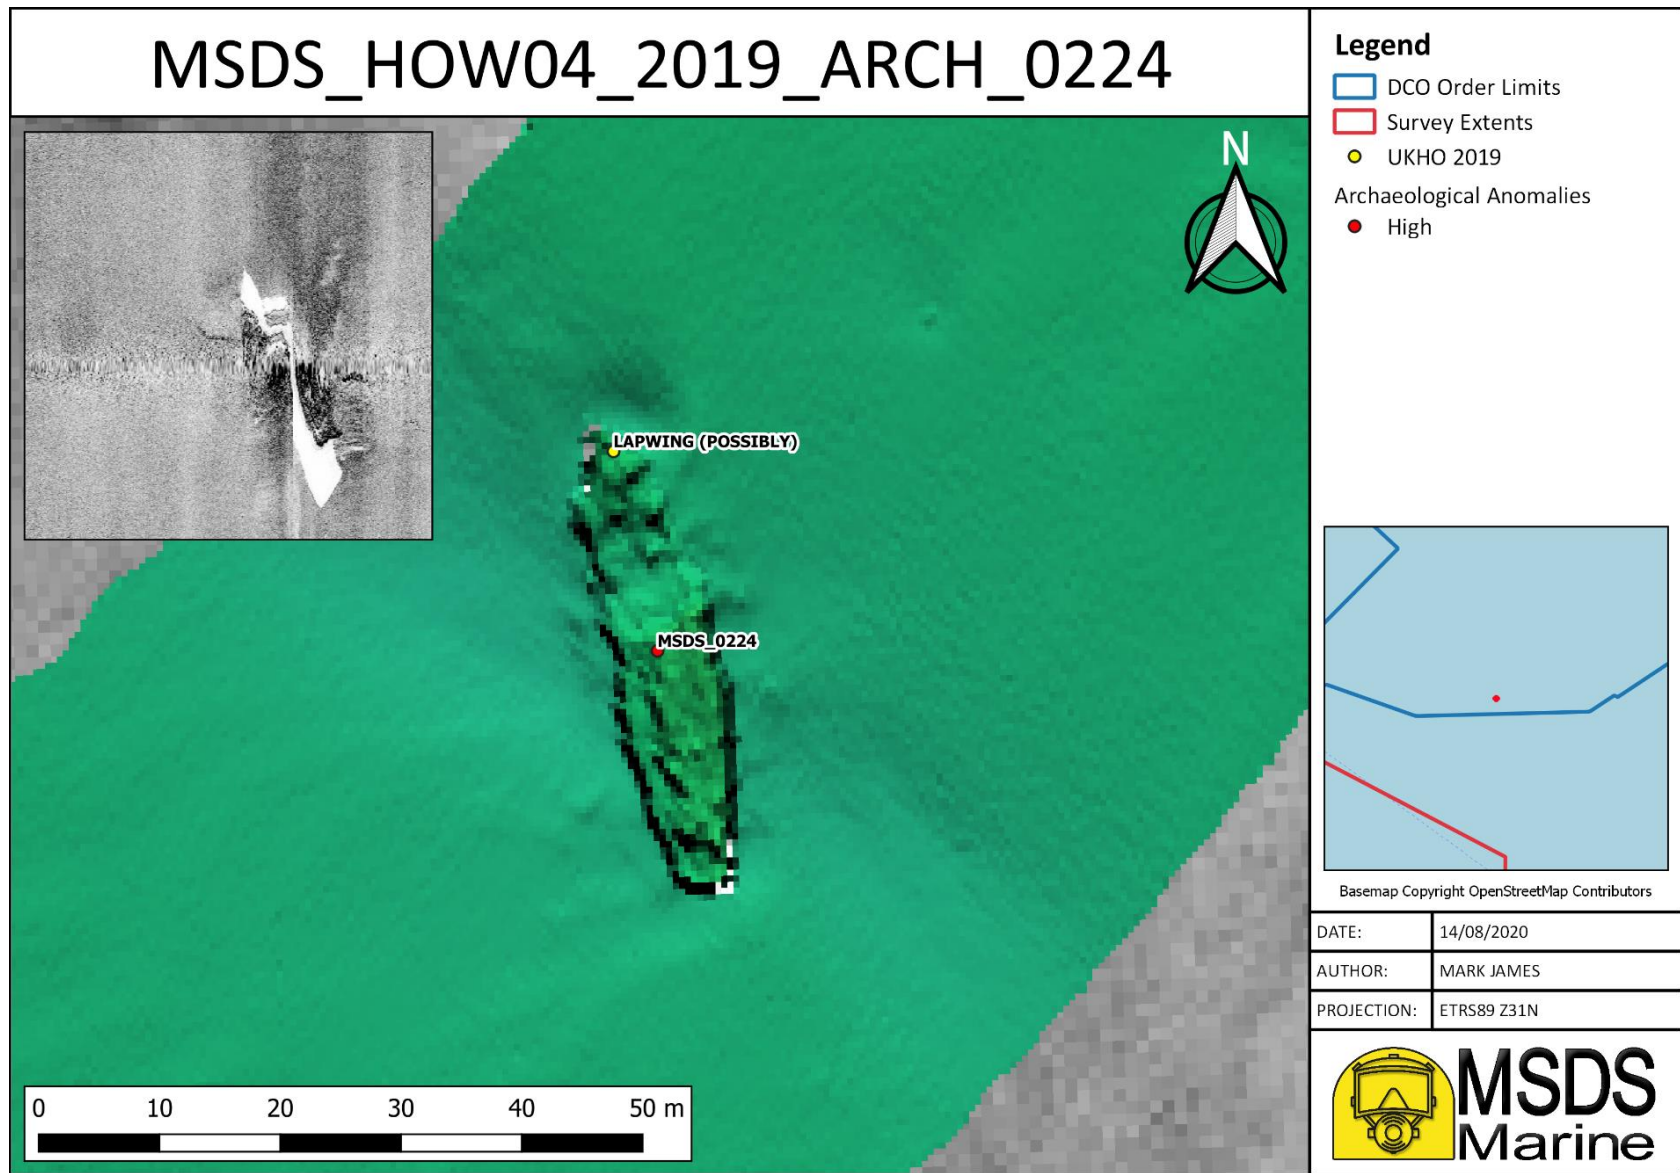 MSDS_HOW04_2019_ARCH_0224
N
LAPWING (POSSIBLY)
MSDS_0224
0 10 20 30 40 50 m
Legend
DCO Order Limits
Survey Extents
UKHO 2019
Archaeological Anomalies
High
Basemap Copyright OpenStreetMap Contributors
DATE: 14/08/2020
AUTHOR: MARK JAMES
PROJECTION: ETRS89 Z31N
MSDS
Marine